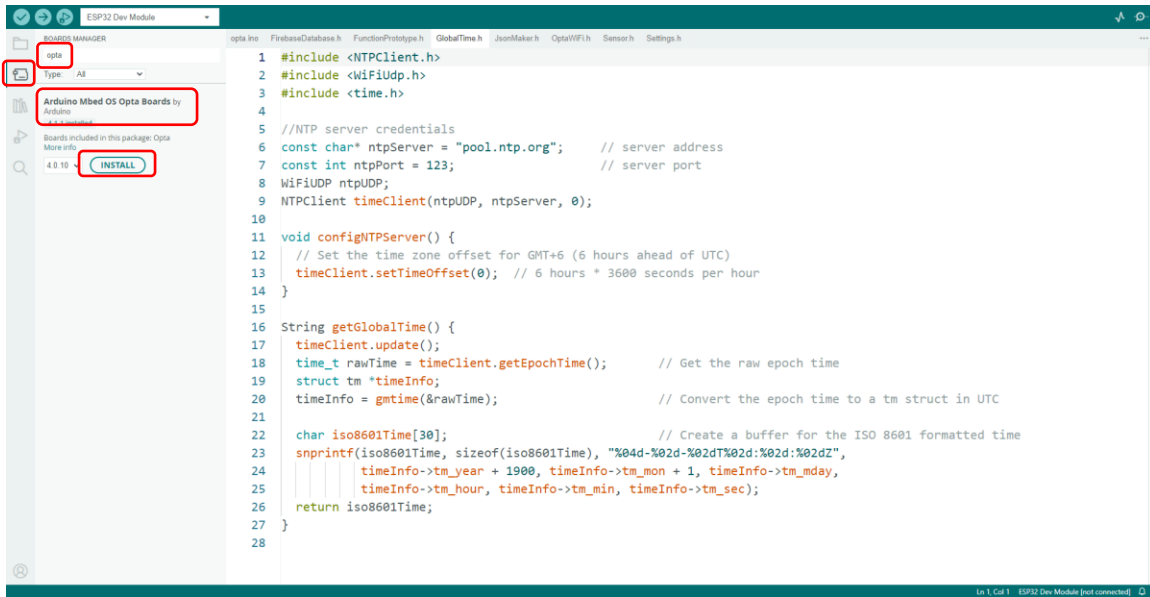 ESP32 Dev Module
BOARDS MANAGER
opta
Type: All
Arduino Mbed OS Opta Boards by
Arduino
4.1.1 installed
Boards included in this package: Opta
More info
4.0.10
INSTALL
opta.ino FirebaseDatabase.h FunctionPrototype.h GlobalTime.h JsonMaker.h OptaWiFi.h Sensor.h Settings.h
1 #include <NTPClient.h>
2 #include <WiFiUdp.h>
3 #include <time.h>
4
5 //NTP server credentials
6 const char* ntpServer = "pool.ntp.org"; // server address
7 const int ntpPort = 123; // server port
8 WiFiUDP ntpUDP;
9 NTPClient timeClient(ntpUDP, ntpServer, 0);
10
11 void configNTPServer() {
12 // Set the time zone offset for GMT+6 (6 hours ahead of UTC)
13 timeClient.setTimeOffset(0); // 6 hours * 3600 seconds per hour
14 }
15
16 String getGlobalTime() {
17 timeClient.update();
18 time_t rawTime = timeClient.getEpochTime(); // Get the raw epoch time
19 struct tm *timeInfo;
20 timeInfo = gmtime(&rawTime); // Convert the epoch time to a tm struct in UTC
21
22 char iso8601Time[30]; // Create a buffer for the ISO 8601 formatted time
23 snprintf(iso8601Time, sizeof(iso8601Time), "%04d-%02d-%02dT%02d:%02d:%02dZ",
24 timeInfo->tm_year + 1900, timeInfo->tm_mon + 1, timeInfo->tm_mday,
25 timeInfo->tm_hour, timeInfo->tm_min, timeInfo->tm_sec);
26 return iso8601Time;
27 }
28
Ln 1, Col 1 ESP32 Dev Module [not connected]